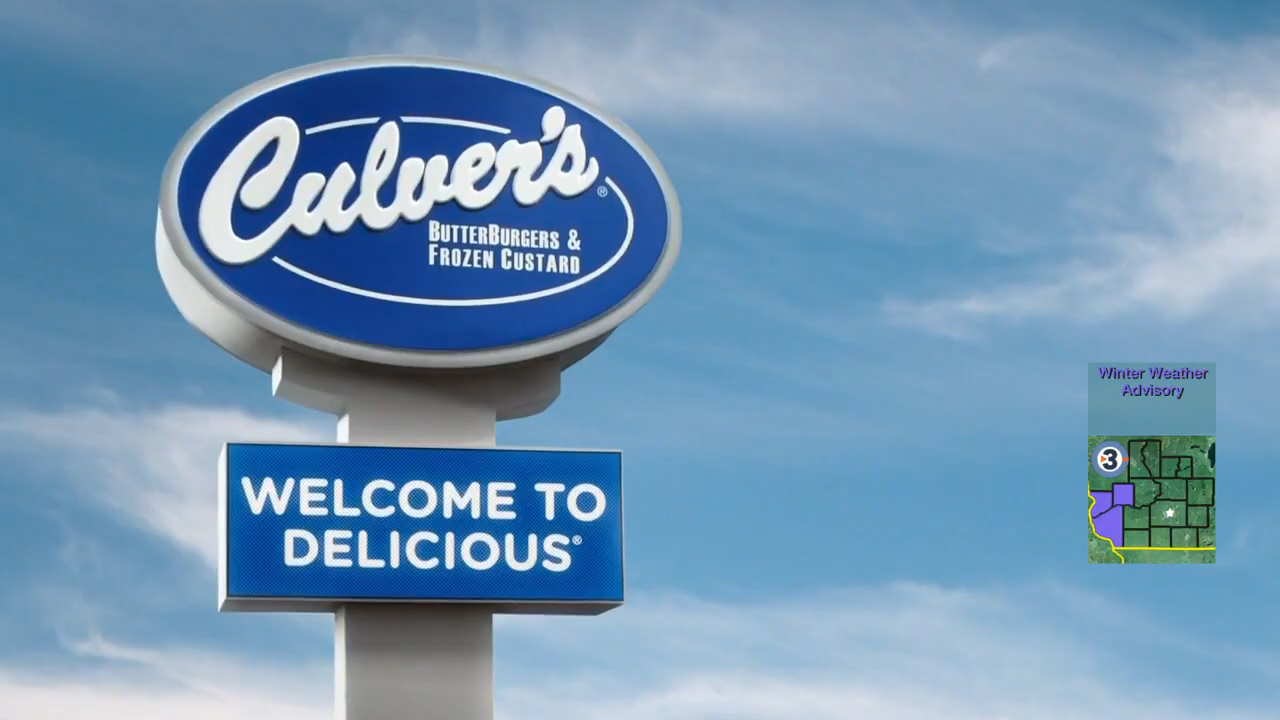 Culver's®
BUTTERBURGERS &
FROZEN CUSTARD
WELCOME TO
DELICIOUS®
Winter Weather
Advisory
3